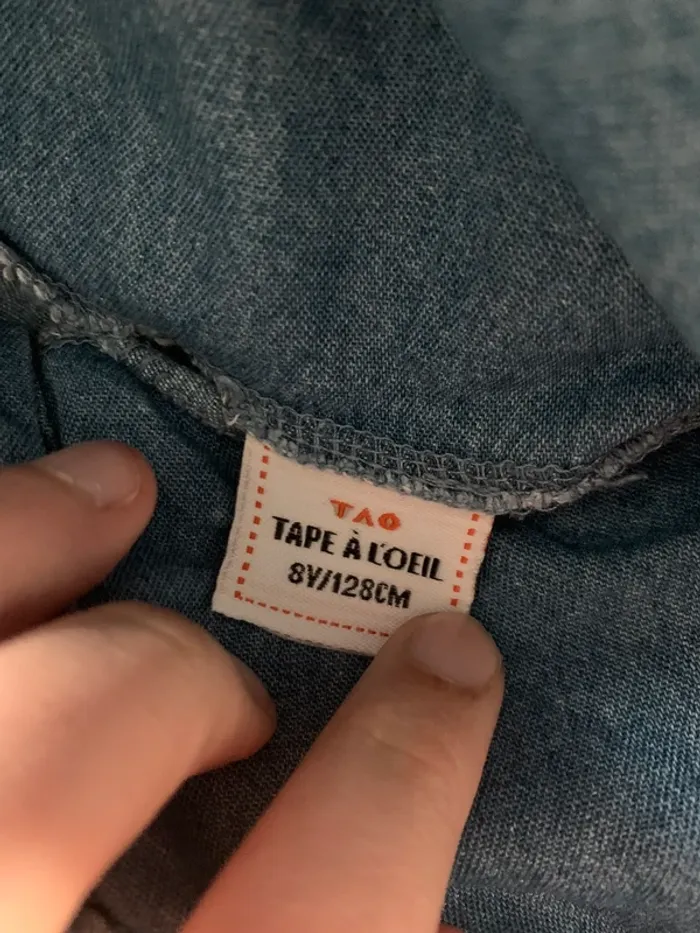 TAO
TAPE À L'OEIL
8Y/128CM